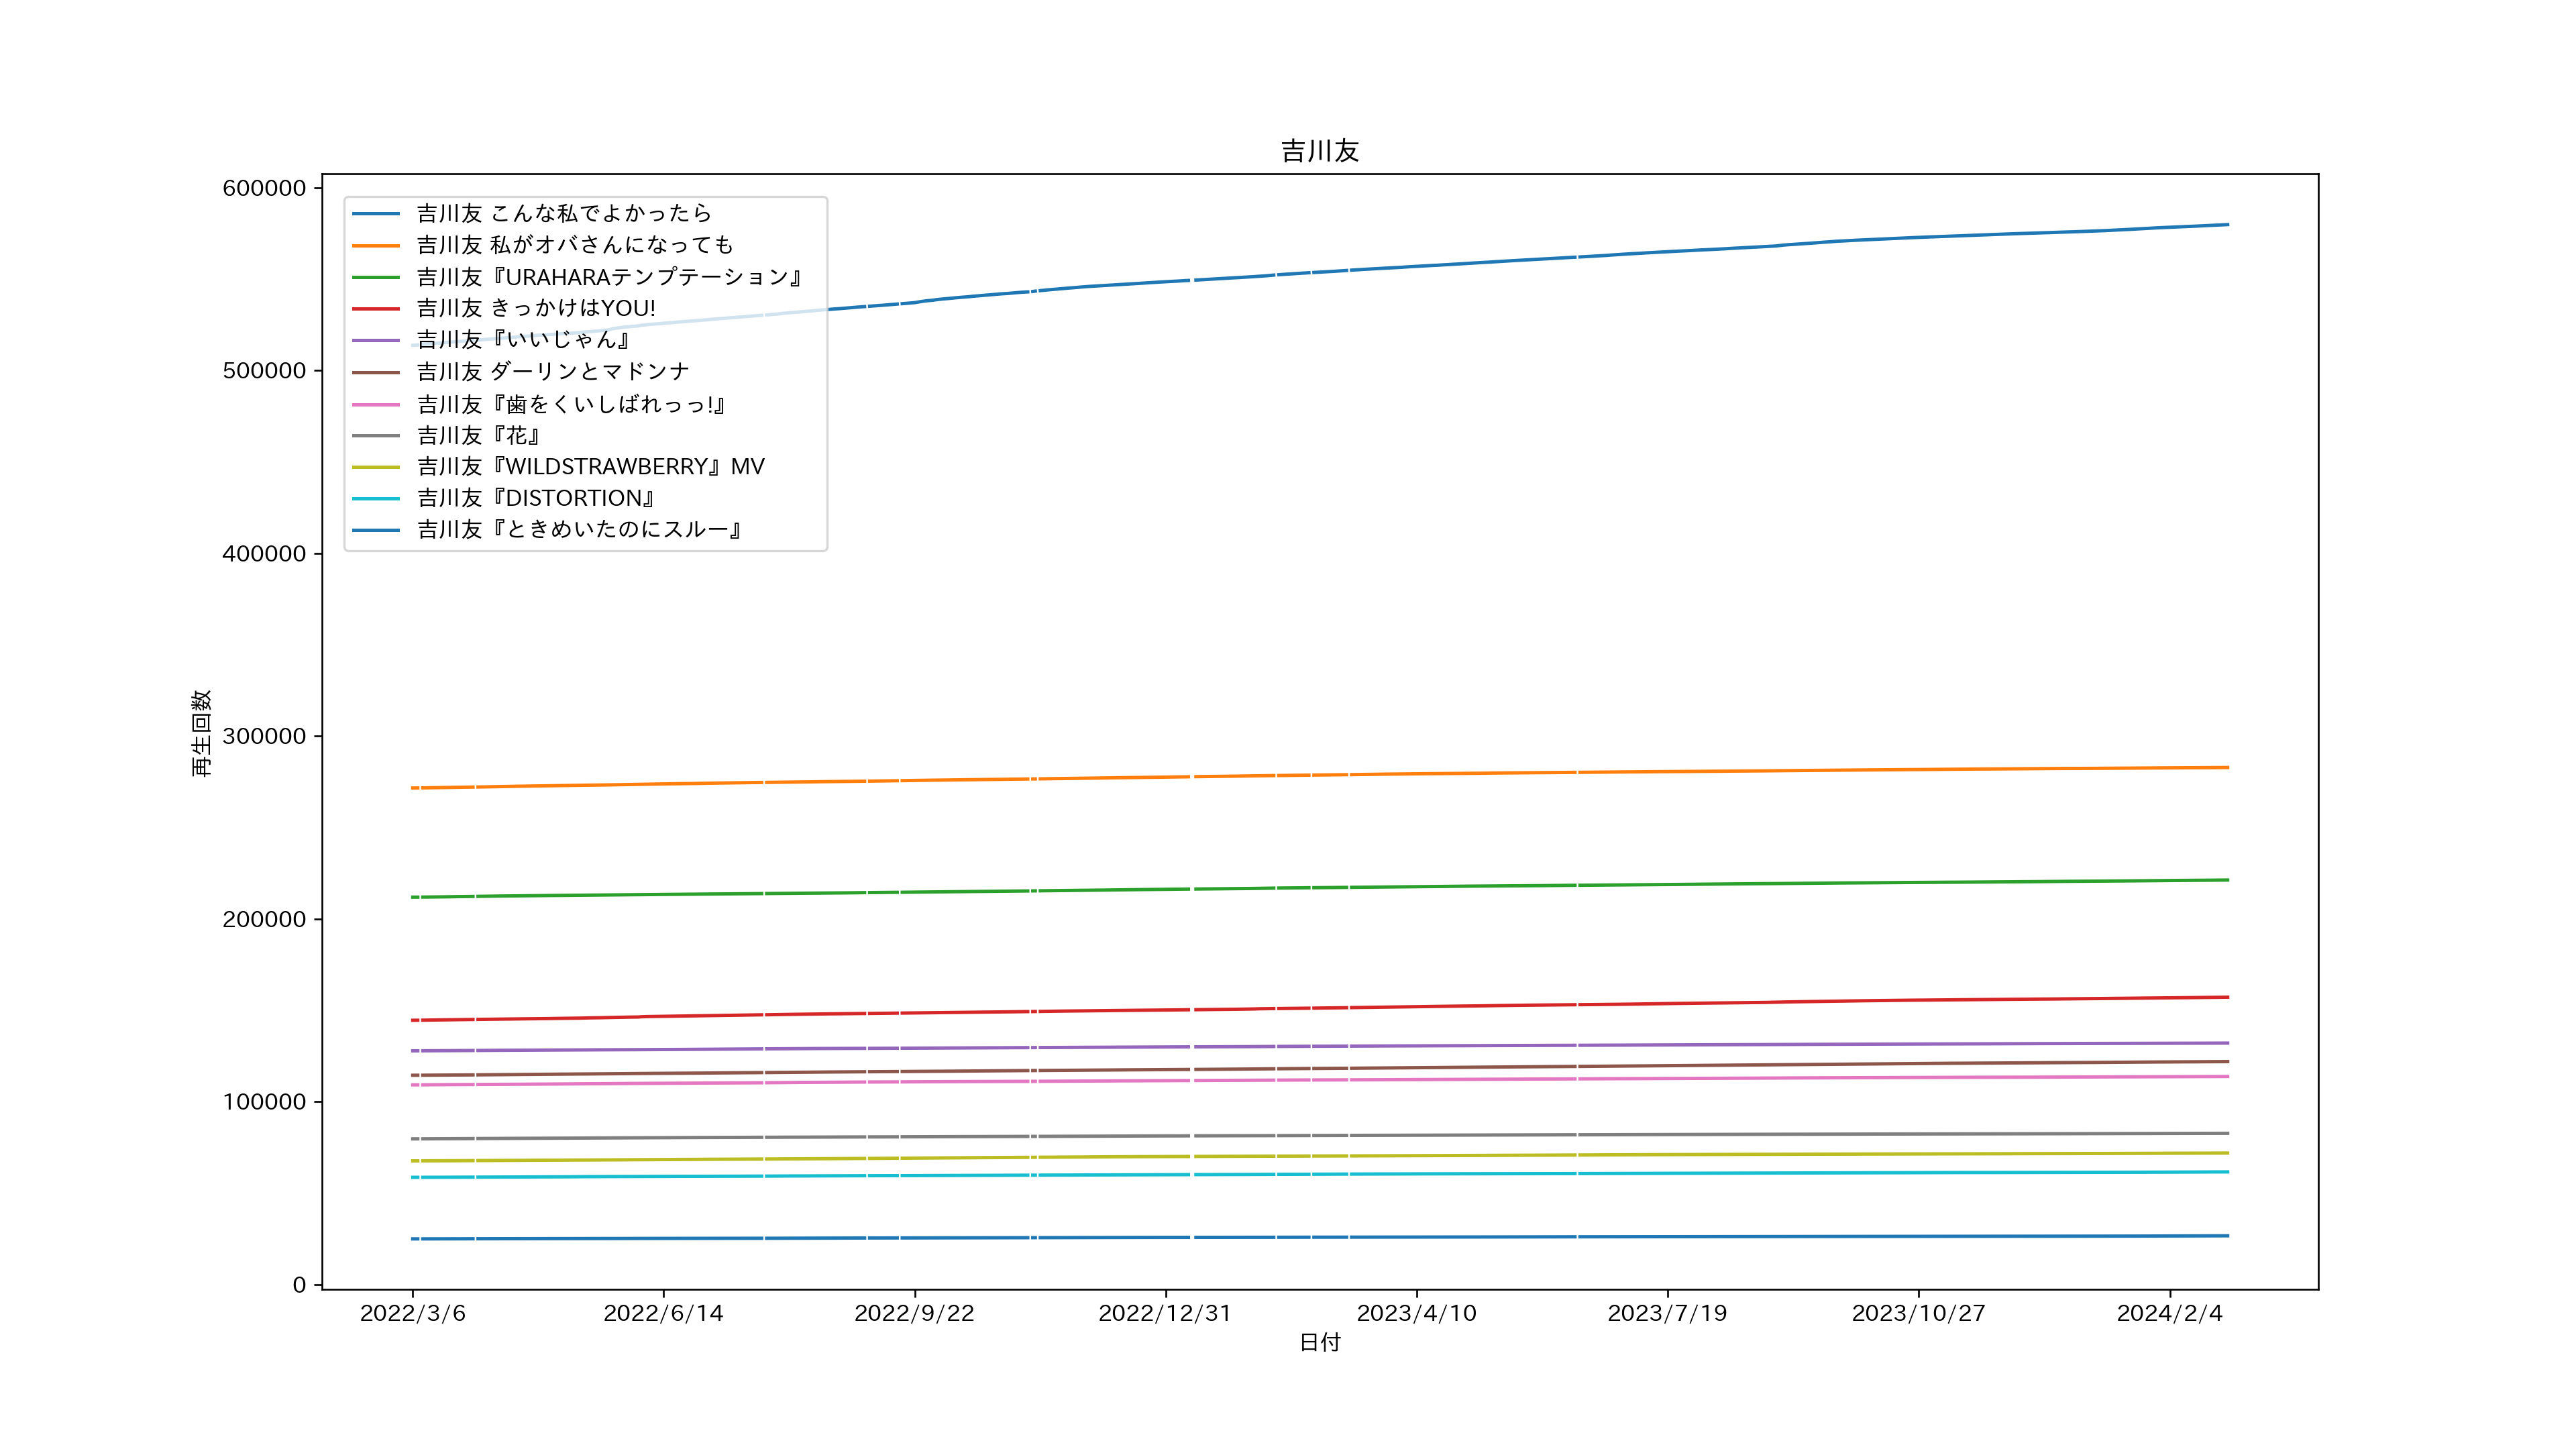 吉川友
600000
500000
400000
300000
200000
100000
0
再生回数
吉川友 こんな私でよかったら
吉川友 私がオバさんになっても
吉川友『URAHARAテンプテーション』
吉川友 きっかけはYOU!
吉川友『いいじゃん』
吉川友 ダーリンとマドンナ
吉川友『歯をくいしばれっっ!』
吉川友『花』
吉川友『WILDSTRAWBERRY』MV
吉川友『DISTORTION』
吉川友『ときめいたのにスルー』
2022/3/6 2022/6/14 2022/9/22 2022/12/31 2023/4/10 2023/7/19 2023/10/27 2024/2/4
日付